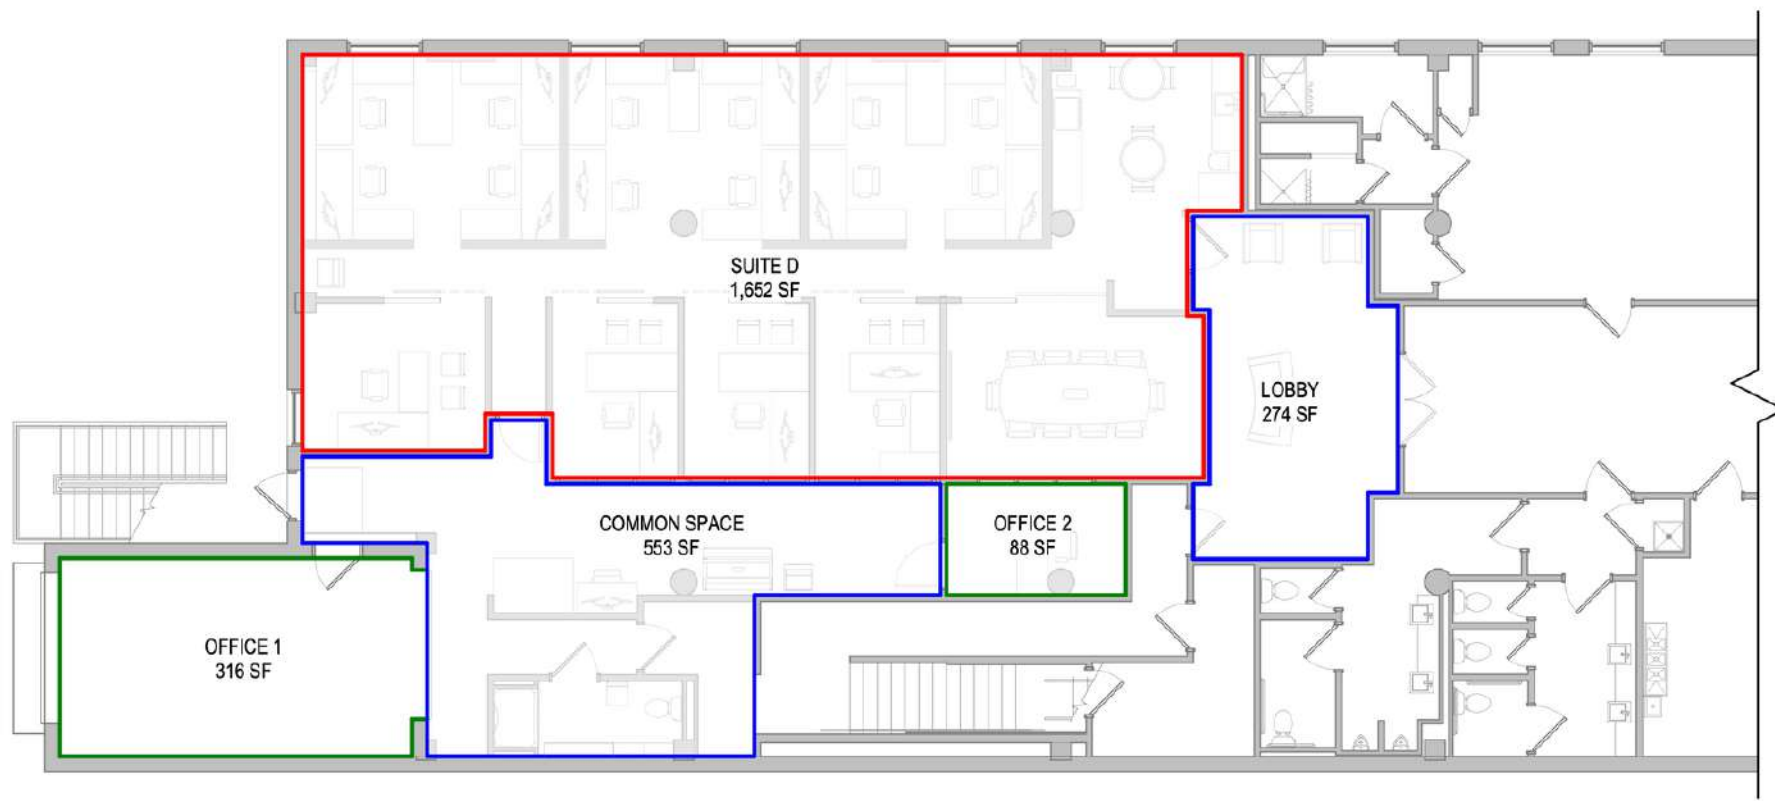 SUITE D
1,652 SF
LOBBY
274 SF
COMMON SPACE
553 SF
OFFICE 2
88 SF
OFFICE 1
316 SF